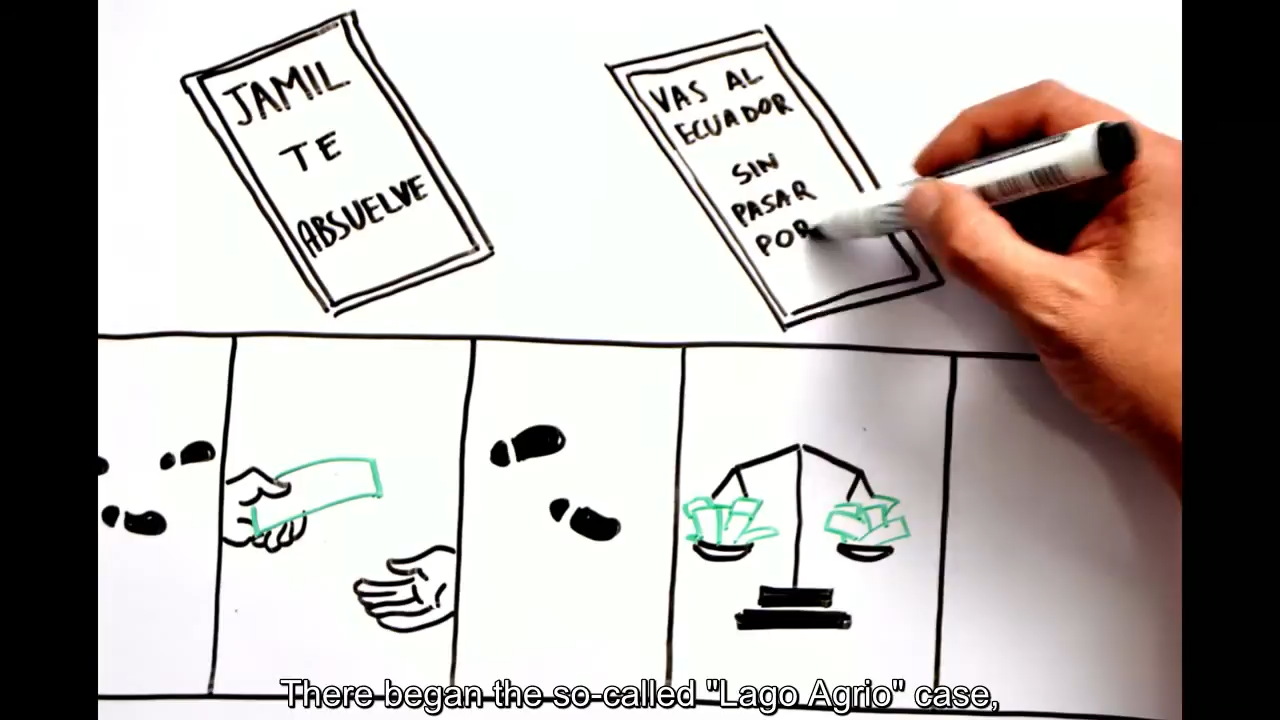 JAMIL
TE
ABSUELVE
VAS AL
ECUADOR
SIN
PASAR
POR
There began the so-called "Lago Agrio" case,